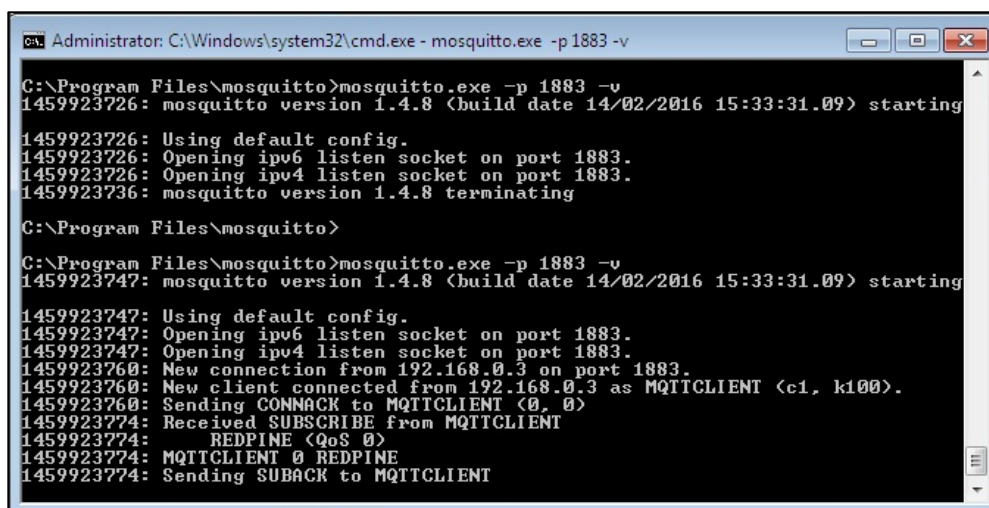 Administrator: C:\Windows\system32\cmd.exe - mosquitto.exe -p 1883 -v
C:\Program Files\mosquitto>mosquitto.exe -p 1883 -v
1459923726: mosquitto version 1.4.8 (build date 14/02/2016 15:33:31.09) starting
1459923726: Using default config.
1459923726: Opening ipv6 listen socket on port 1883.
1459923726: Opening ipv4 listen socket on port 1883.
1459923736: mosquitto version 1.4.8 terminating
C:\Program Files\mosquitto>
C:\Program Files\mosquitto>mosquitto.exe -p 1883 -v
1459923747: mosquitto version 1.4.8 (build date 14/02/2016 15:33:31.09) starting
1459923747: Using default config.
1459923747: Opening ipv6 listen socket on port 1883.
1459923747: Opening ipv4 listen socket on port 1883.
1459923760: New connection from 192.168.0.3 on port 1883.
1459923760: New client connected from 192.168.0.3 as MQTTCLIENT (c1, k100).
1459923760: Sending CONNACK to MQTTCLIENT (0, 0)
1459923774: Received SUBSCRIBE from MQTTCLIENT
1459923774:     REDPINE (QoS 0)
1459923774: MQTTCLIENT 0 REDPINE
1459923774: Sending SUBACK to MQTTCLIENT